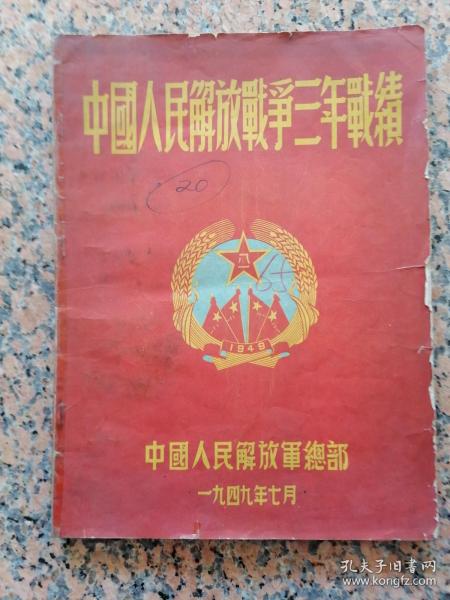 中國人民解放戰爭三年戰績
20
八一
1949
中國人民解放軍總部
一九四九年七月
孔夫子旧书网
www.kongfz.com